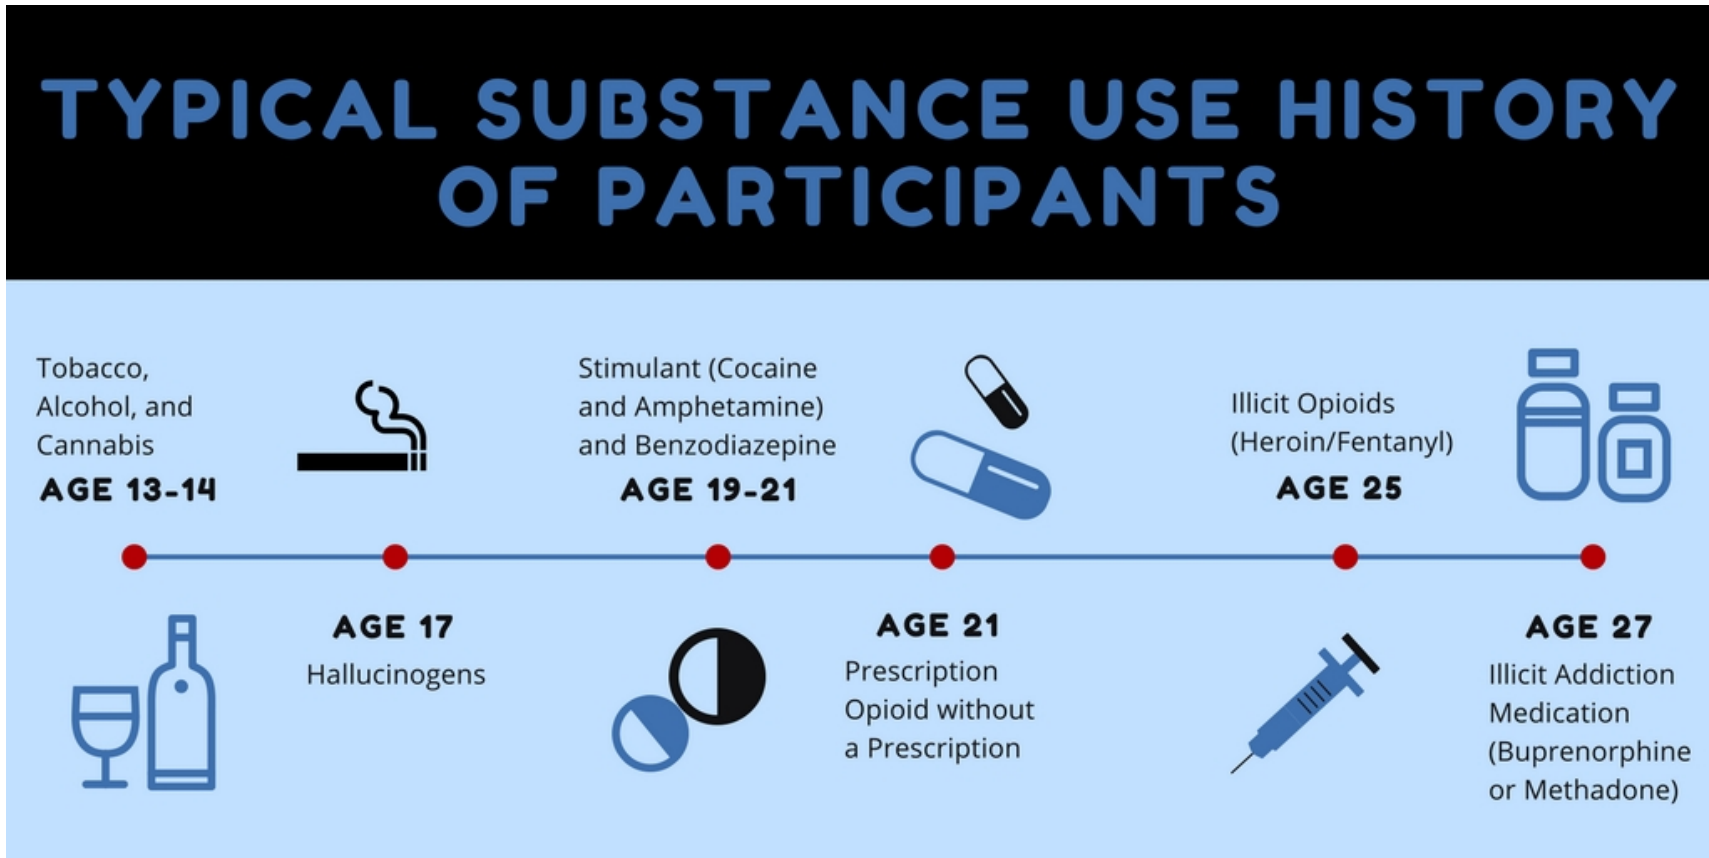 TYPICAL SUBSTANCE USE HISTORY
OF PARTICIPANTS
Tobacco,
Alcohol, and
Cannabis
AGE 13-14
AGE 17
Hallucinogens
Stimulant (Cocaine
and Amphetamine)
and Benzodiazepine
AGE 19-21
AGE 21
Prescription
Opioid without
a Prescription
Illicit Opioids
(Heroin/Fentanyl)
AGE 25
AGE 27
Illicit Addiction
Medication
(Buprenorphine
or Methadone)